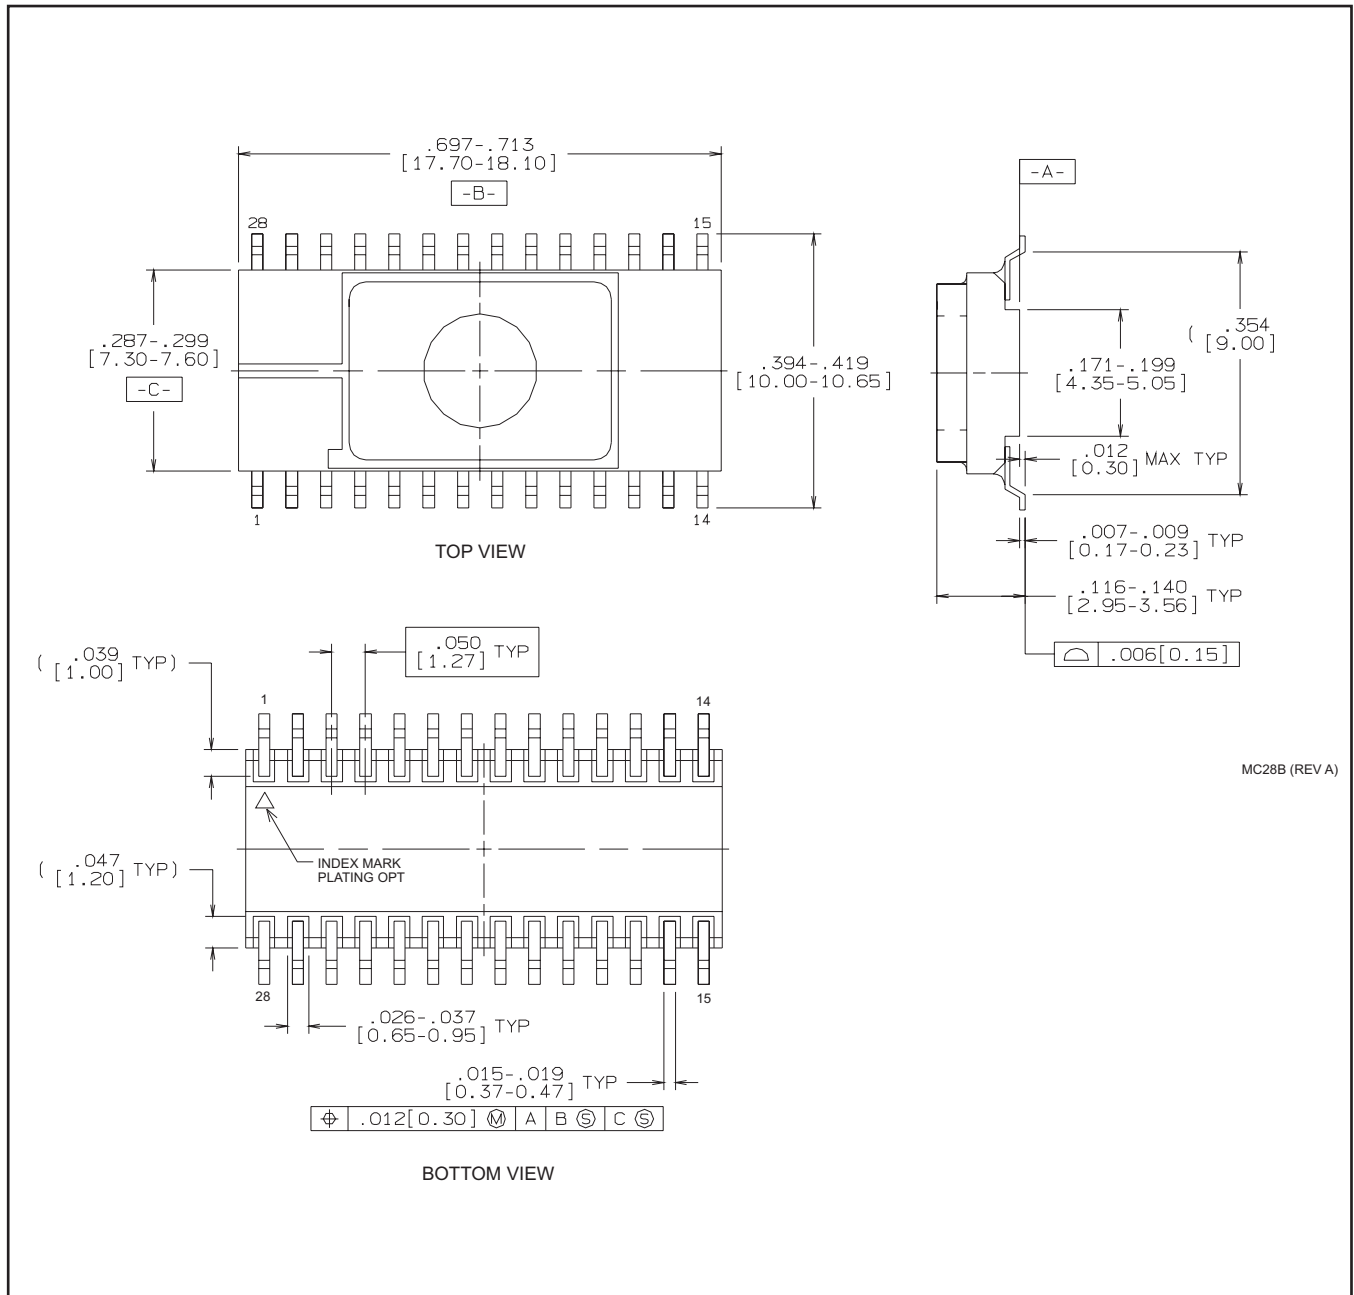 .697-.713
[17.70-18.10]
-B-
-A-
28
15
.287-.299
[7.30-7.60]
-C-
.394-.419
[10.00-10.65]
( .354
[9.00]
.171-.199
[4.35-5.05]
.012
[0.30] MAX TYP
1
14
TOP VIEW
.007-.009
[0.17-0.23] TYP
.116-.140
[2.95-3.56] TYP
.006[0.15]
( .039
[1.00] TYP)
.050
[1.27] TYP
1
14
MC28B (REV A)
INDEX MARK
PLATING OPT
( .047
[1.20] TYP)
28
15
.026-.037
[0.65-0.95] TYP
.015-.019
[0.37-0.47] TYP
⌖ .012[0.30] Ⓜ A B Ⓢ C Ⓢ
BOTTOM VIEW